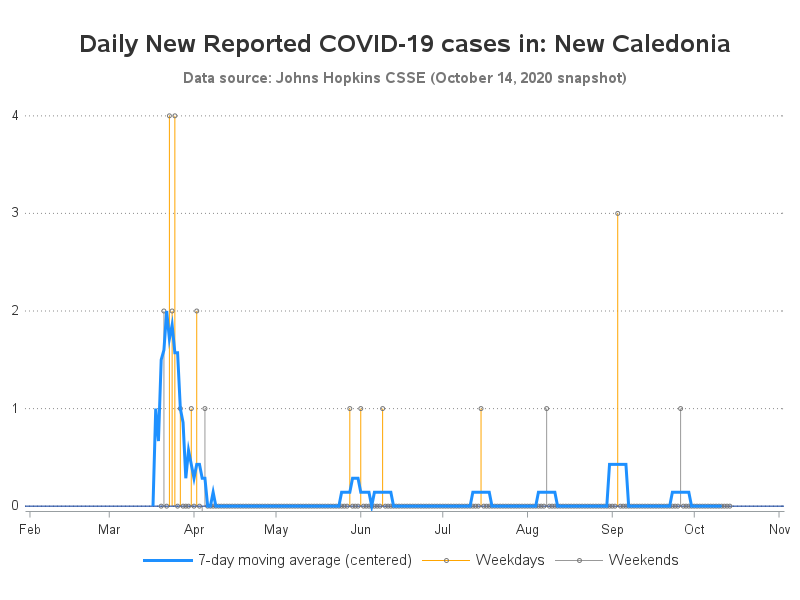 Daily New Reported COVID-19 cases in: New Caledonia
Data source: Johns Hopkins CSSE (October 14, 2020 snapshot)
4
3
2
1
0
Feb Mar Apr May Jun Jul Aug Sep Oct Nov
7-day moving average (centered) Weekdays Weekends